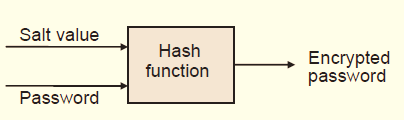 Salt value
Password
Hash
function
Encrypted
password